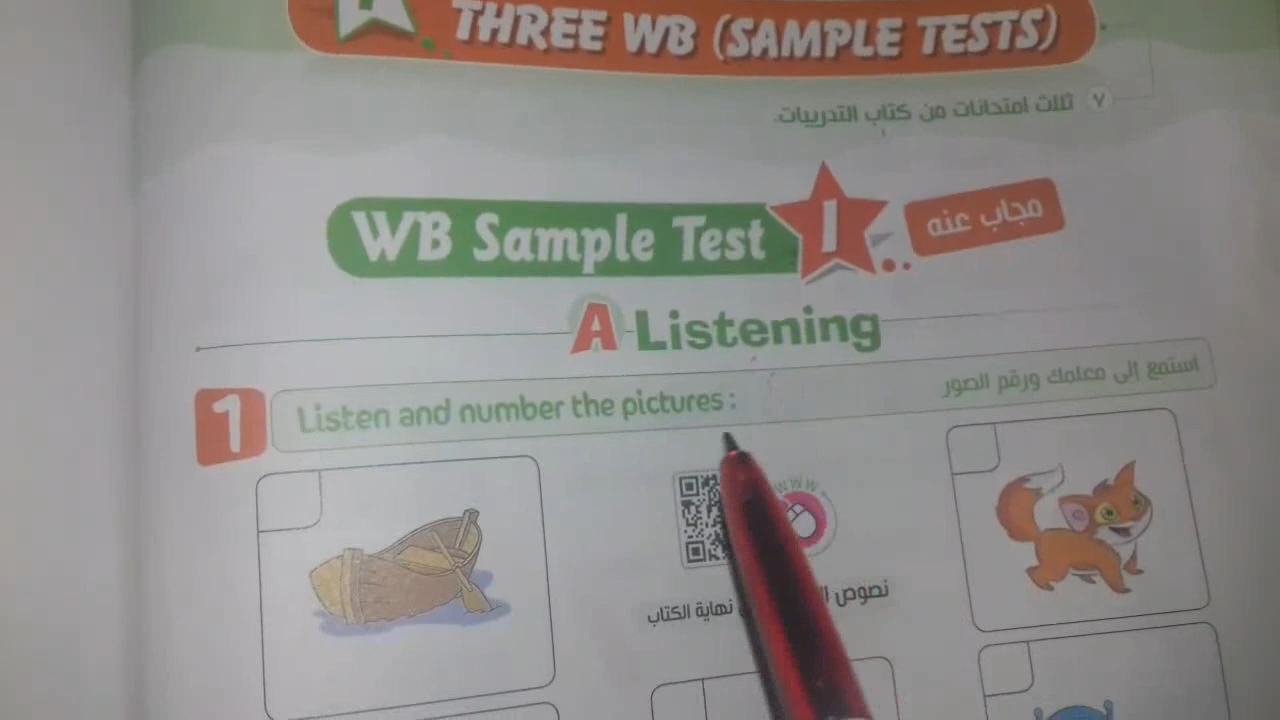 THREE WB (SAMPLE TESTS)
٧ ثلاث امتحانات من كتاب التدريبات.
WB Sample Test 1
مجاب عنه
A Listening
1 Listen and number the pictures :
استمع إلى معلمك ورقم الصور
WWW
نصوص
نهاية الكتاب